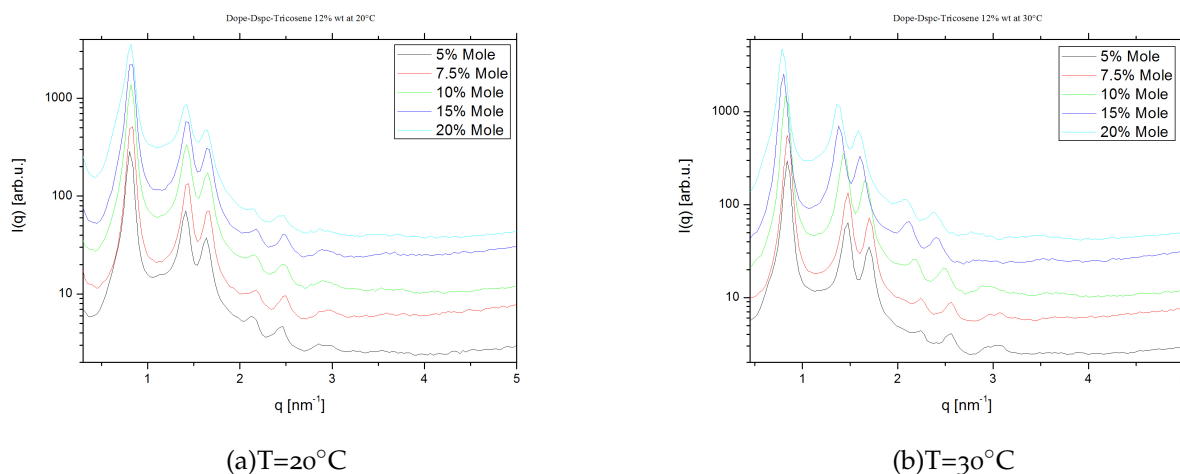 Dope-Dspc-Tricosene 12% wt at 20°C
5% Mole
7.5% Mole
10% Mole
15% Mole
20% Mole
1000
100
10
I(q) [arb.u.]
1 2 3 4 5
q [nm⁻¹]
(a)T=20°C
Dope-Dspc-Tricosene 12% wt at 30°C
5% Mole
7.5% Mole
10% Mole
15% Mole
20% Mole
1000
100
10
I(q) [arb.u.]
1 2 3 4
q [nm⁻¹]
(b)T=30°C